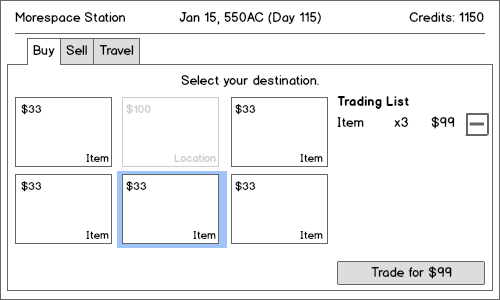 Morespace Station Jan 15, 550AC (Day 115) Credits: 1150
Buy Sell Travel
Select your destination.
$33
Item
$100
Location
$33
Item
$33
Item
$33
Item
$33
Item
Trading List
Item x3 $99
Trade for $99